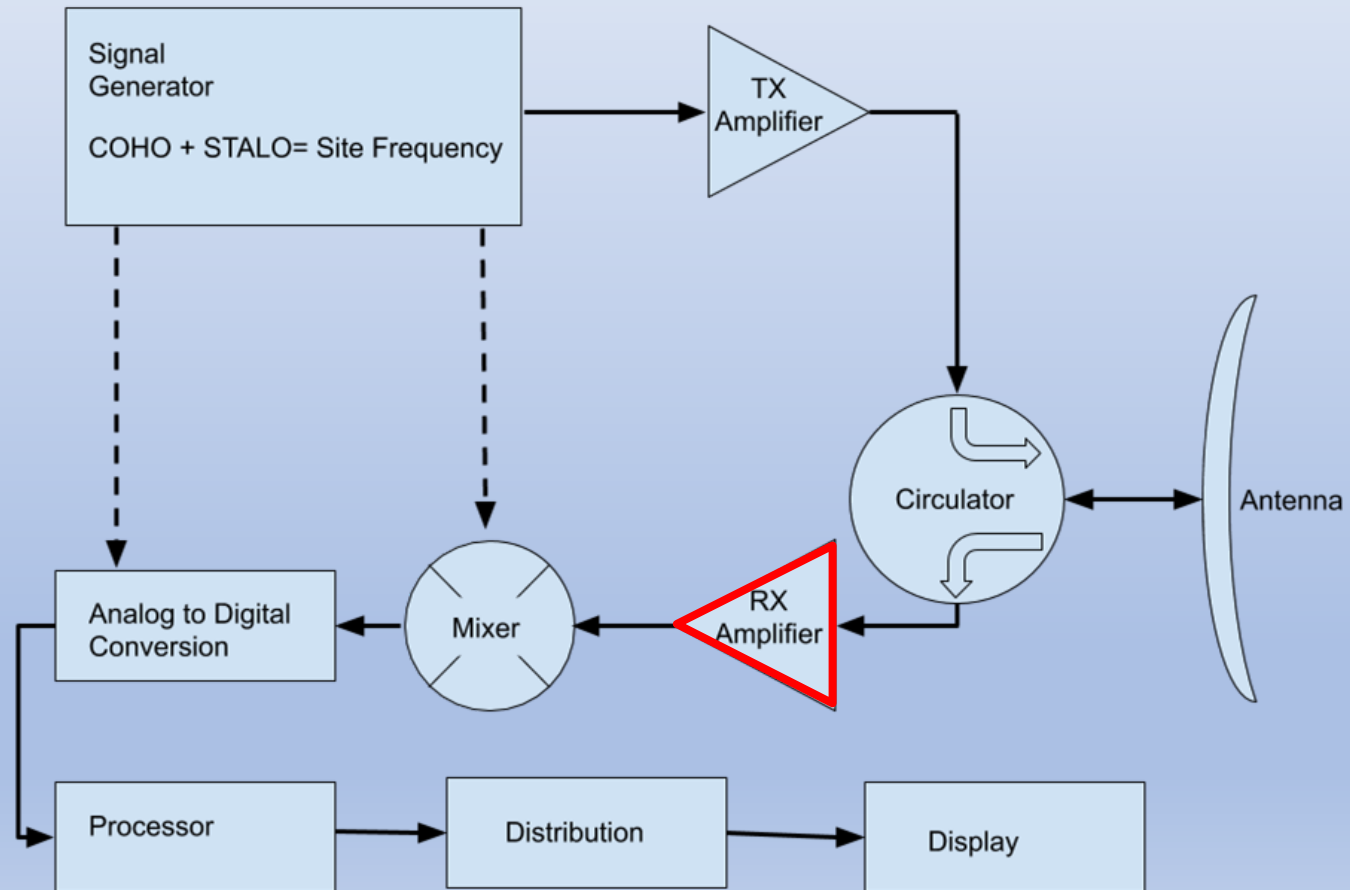 Signal
Generator
COHO + STALO= Site Frequency
TX
Amplifier
Circulator
Antenna
RX
Amplifier
Mixer
Analog to Digital
Conversion
Processor
Distribution
Display